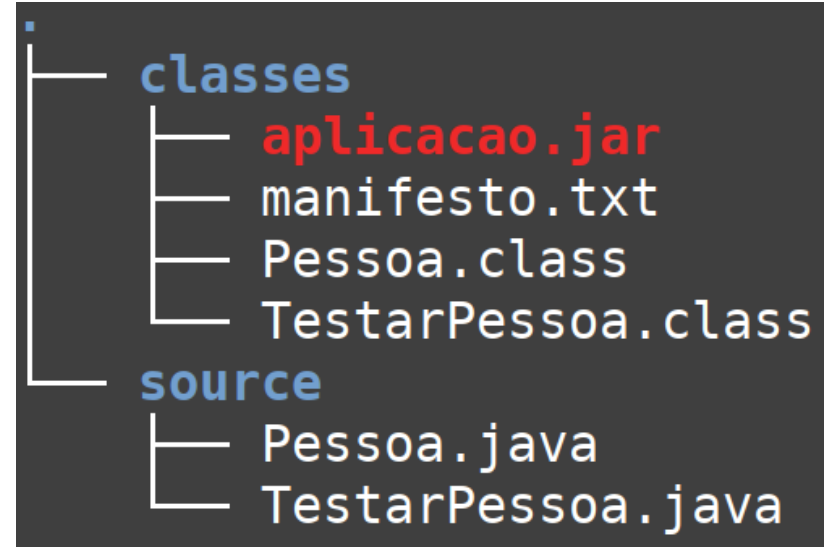 .
classes
aplicacao.jar
manifesto.txt
Pessoa.class
TestarPessoa.class
source
Pessoa.java
TestarPessoa.java